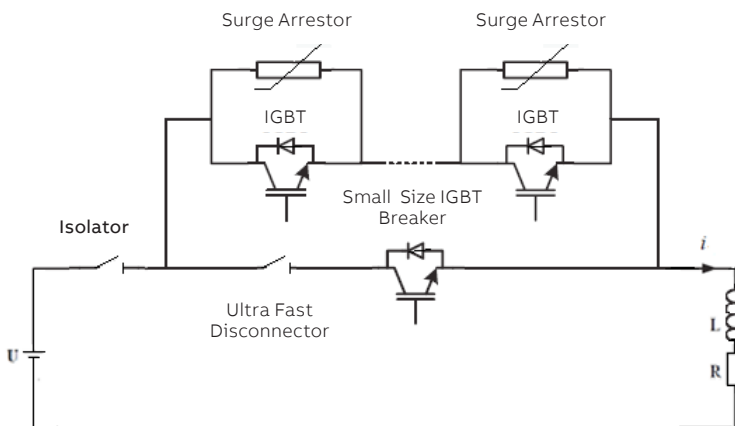 Surge Arrestor
Surge Arrestor
IGBT
IGBT
Small Size IGBT
Breaker
Isolator
i
Ultra Fast
Disconnector
L
U
R